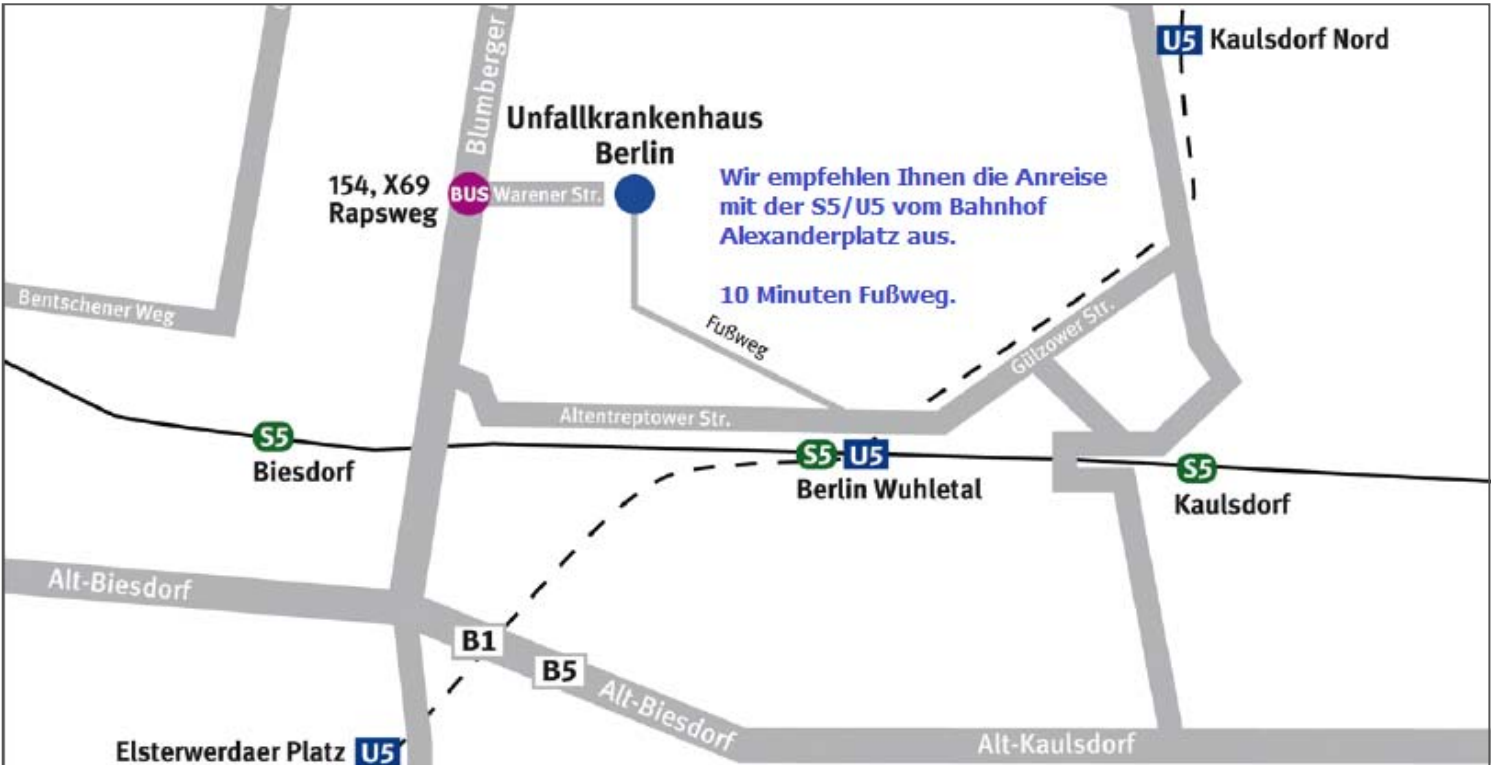 U5 Kaulsdorf Nord
Blumberger
Unfallkrankenhaus
Berlin
154, X69
Rapsweg
BUS
Warener Str.
Wir empfehlen Ihnen die Anreise
mit der S5/U5 vom Bahnhof
Alexanderplatz aus.
10 Minuten Fußweg.
Bentschener Weg
Fußweg
Gülzower Str.
Altentreptower Str.
S5
Biesdorf
S5 U5
Berlin Wuhletal
S5
Kaulsdorf
Alt-Biesdorf
B1
B5
Alt-Biesdorf
Alt-Kaulsdorf
Elsterwerdaer Platz U5